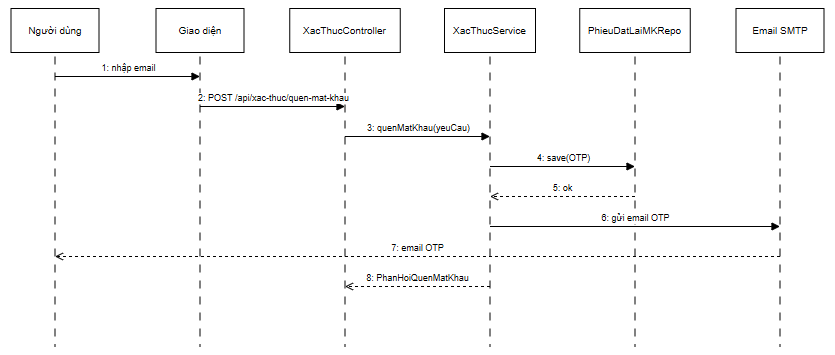 Người dùng
Giao diện
XacThucController
XacThucService
PhieuDatLaiMKRepo
Email SMTP
1: nhập email
2: POST /api/xac-thuc/quen-mat-khau
3: quenMatKhau(yeuCau)
4: save(OTP)
5: ok
6: gửi email OTP
7: email OTP
8: PhanHoiQuenMatKhau